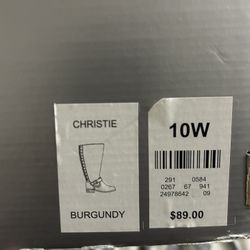 CHRISTIE
BURGUNDY
10W
291 0584
0267 67 941
24978642 09
$89.00